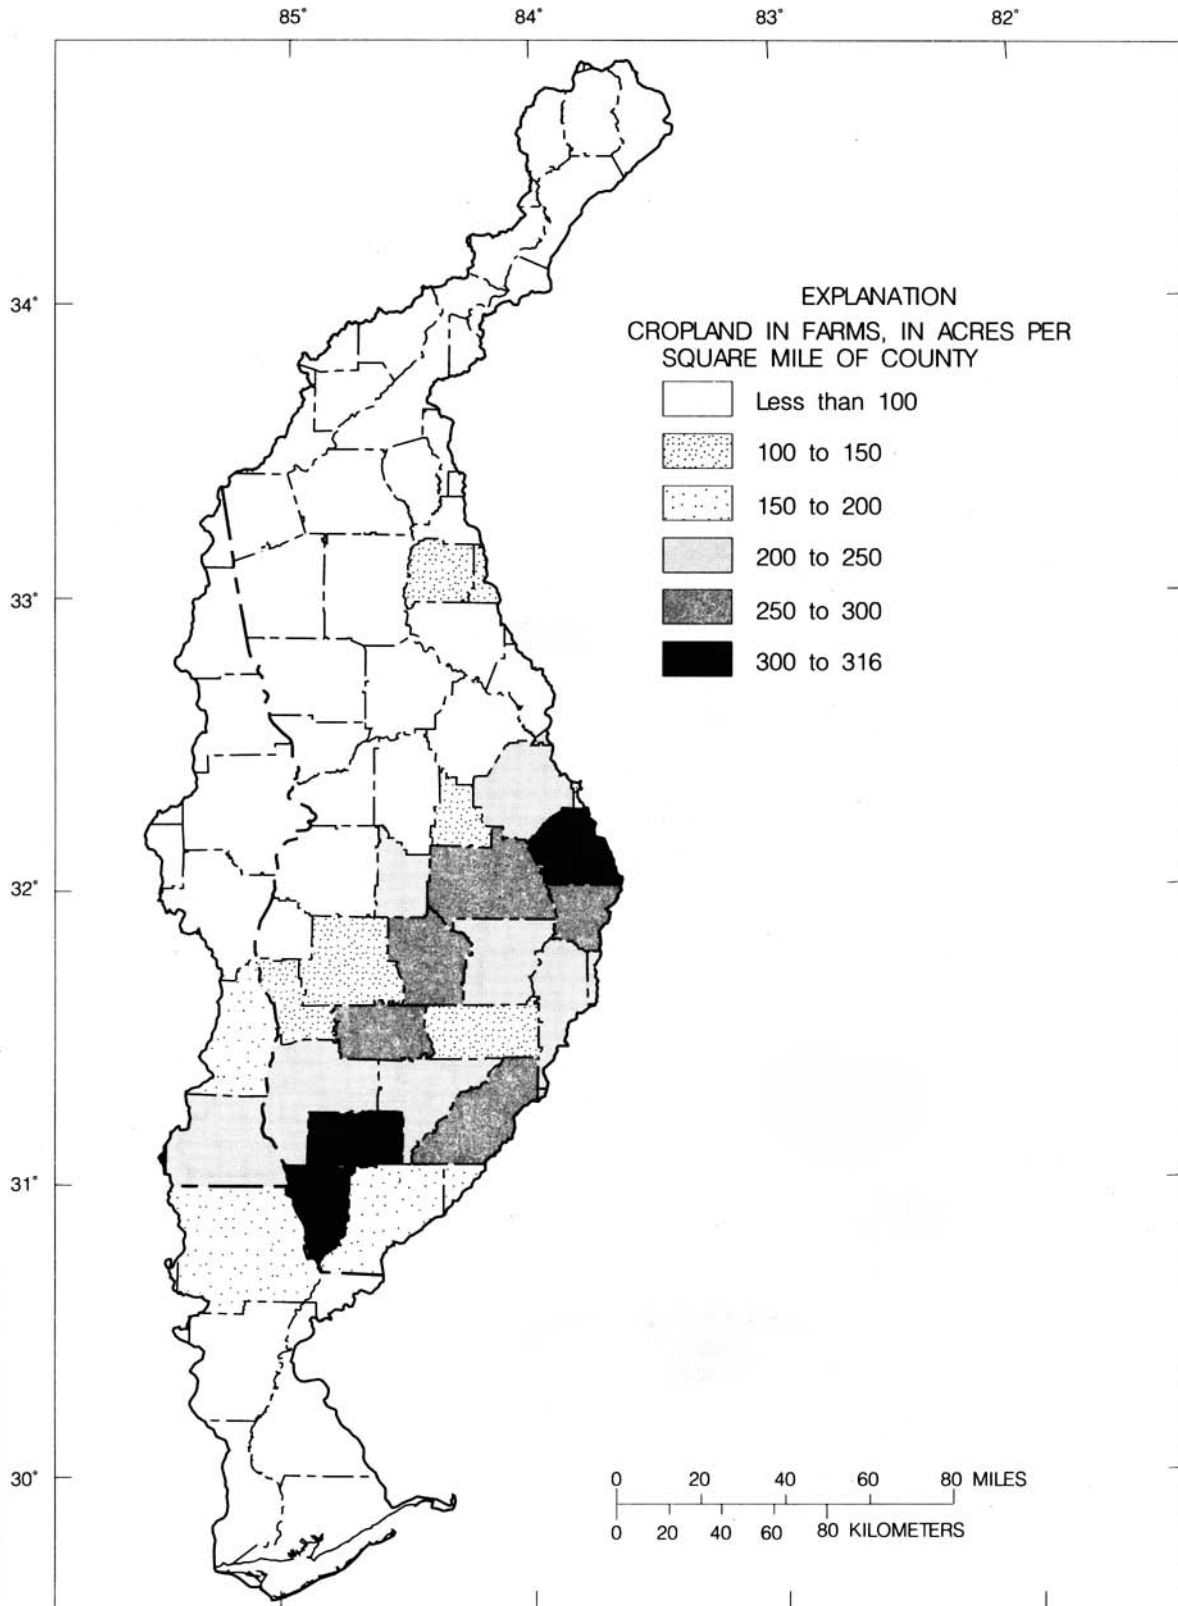 85° 84° 83° 82°
34°
EXPLANATION
CROPLAND IN FARMS, IN ACRES PER
SQUARE MILE OF COUNTY
Less than 100
100 to 150
150 to 200
33°
200 to 250
250 to 300
300 to 316
32°
31°
30°
0 20 40 60 80 MILES
0 20 40 60 80 KILOMETERS